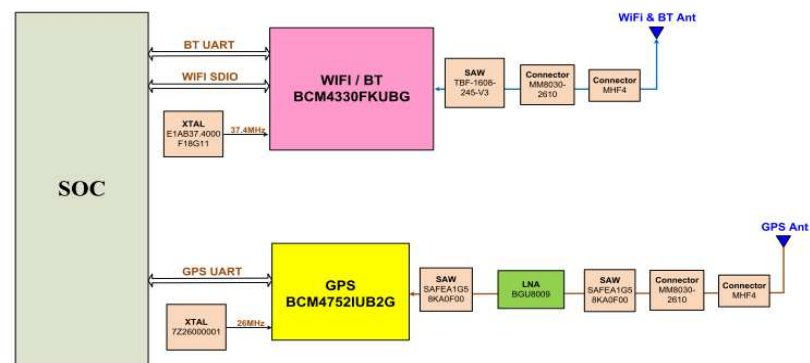 WiFi & BT Ant
BT UART
WIFI SDIO
WIFI / BT
BCM4330FKUBG
SAW
TBF-1608-
245-V3
Connector
MM8030-
2610
Connector
MHF4
XTAL
E1AB37.4000
F18G11
37.4MHz
SOC
GPS Ant
GPS UART
GPS
BCM4752IUB2G
SAW
SAFEA1G5
8KA0F00
LNA
BGU8009
SAW
SAFEA1G5
8KA0F00
Connector
MM8030-
2610
Connector
MHF4
XTAL
7Z26000001
26MHz